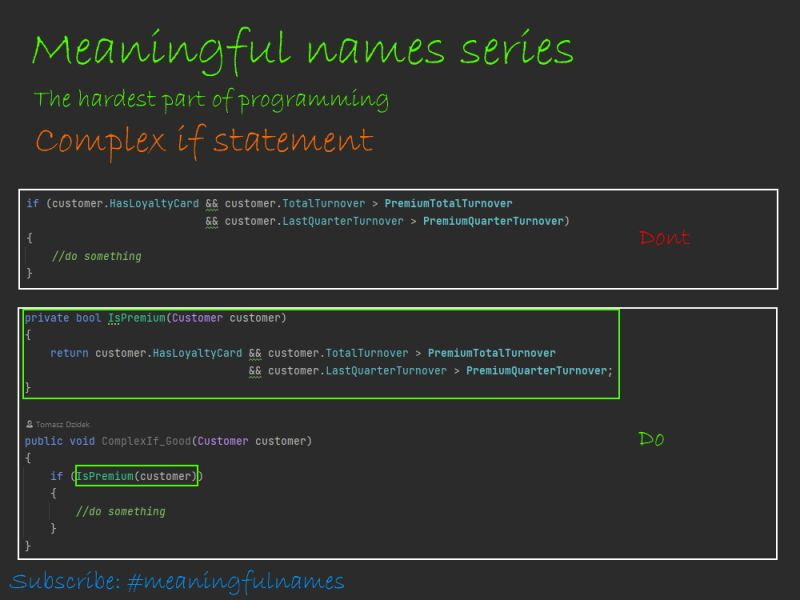 Meaningful names series
The hardest part of programming
Complex if statement
if (customer.HasLoyaltyCard && customer.TotalTurnover > PremiumTotalTurnover
&& customer.LastQuarterTurnover > PremiumQuarterTurnover)
{
//do something
}
Dont
private bool IsPremium(Customer customer)
{
return customer.HasLoyaltyCard && customer.TotalTurnover > PremiumTotalTurnover
&& customer.LastQuarterTurnover > PremiumQuarterTurnover;
}
Tomasz Dzidek
public void ComplexIf_Good(Customer customer)
{
if (IsPremium(customer))
{
//do something
}
}
Do
Subscribe: #meaningfulnames